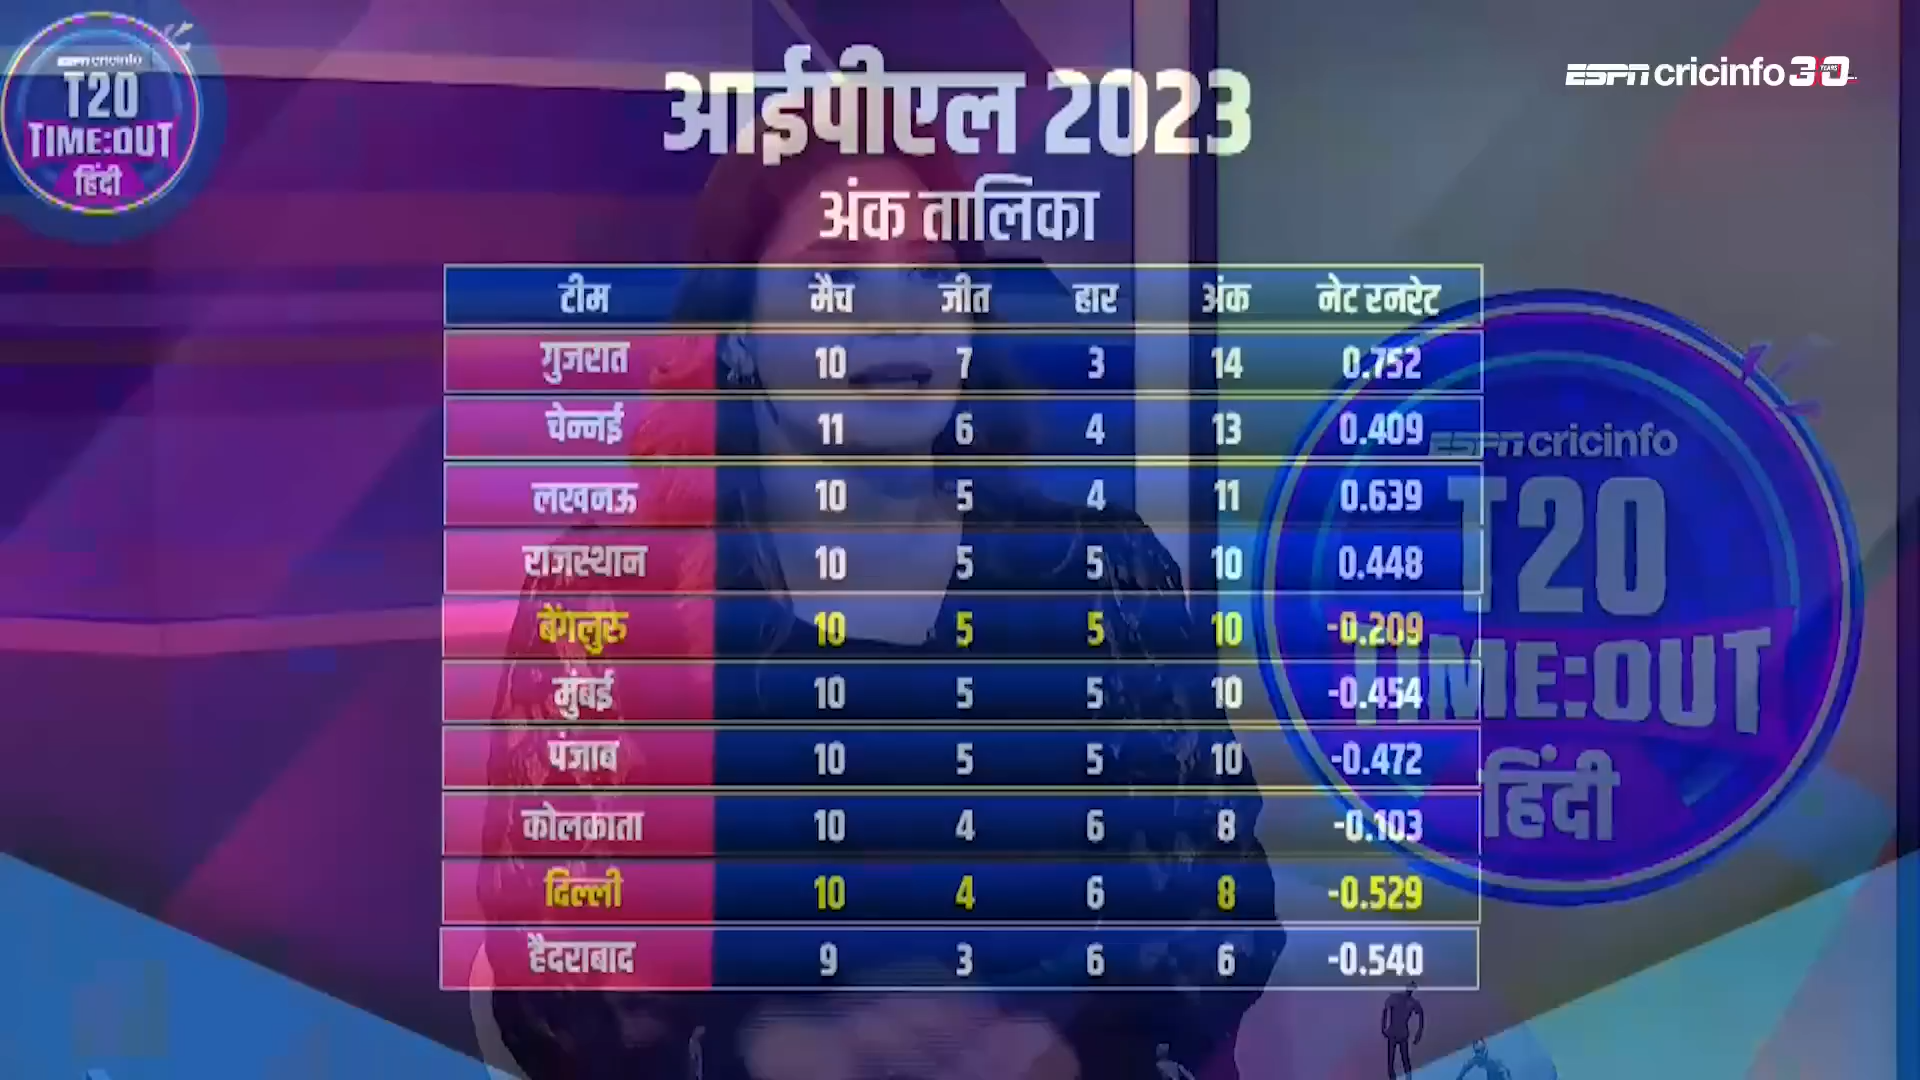 ESPN cricinfo
T20
TIME:OUT
हिंदी
ESPN cricinfo 30 YEARS
आईपीएल 2023
अंक तालिका
टीम मैच जीत हार अंक नेट रनरेट
गुजरात 10 7 3 14 0.752
चेन्नई 11 6 4 13 0.409
लखनऊ 10 5 4 11 0.639
राजस्थान 10 5 5 10 0.448
बेंगलुरु 10 5 5 10 -0.209
मुंबई 10 5 5 10 -0.454
पंजाब 10 5 5 10 -0.472
कोलकाता 10 4 6 8 -0.103
दिल्ली 10 4 6 8 -0.529
हैदराबाद 9 3 6 6 -0.540
ESPN cricinfo
T20
TIME:OUT
हिंदी